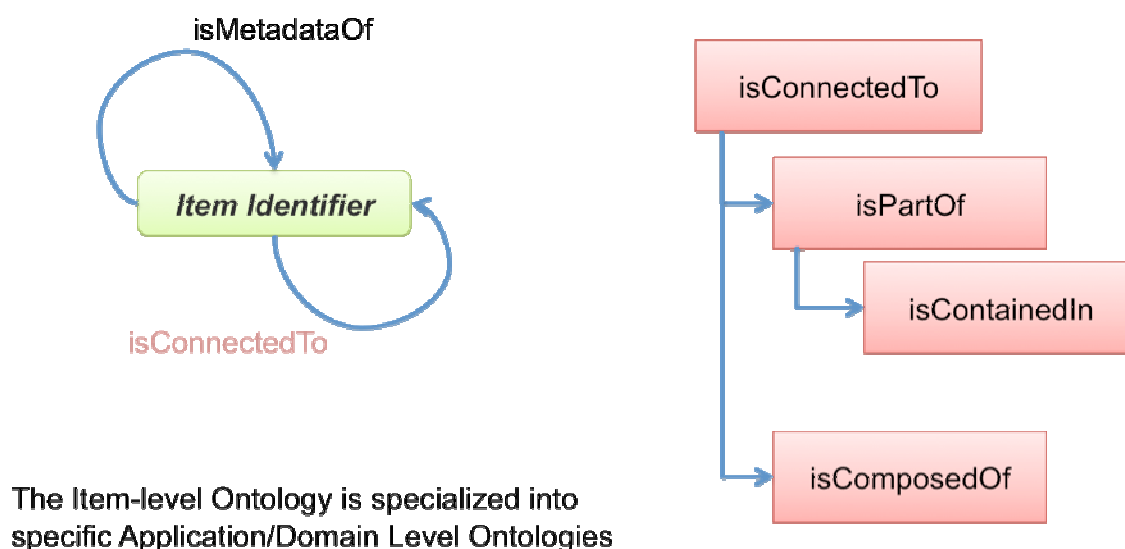 isMetadataOf
Item Identifier
isConnectedTo
isConnectedTo
isPartOf
isContainedIn
isComposedOf
The Item-level Ontology is specialized into
specific Application/Domain Level Ontologies